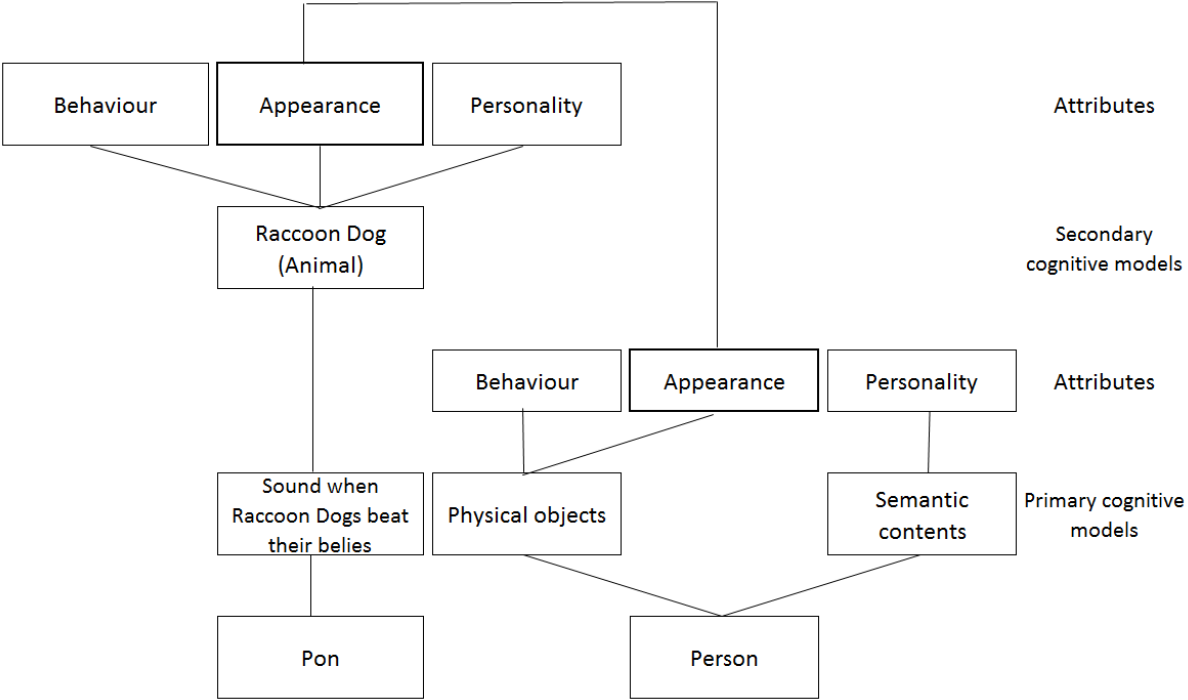 Behaviour
Appearance
Personality
Attributes
Raccoon Dog
(Animal)
Secondary
cognitive models
Behaviour
Appearance
Personality
Attributes
Sound when
Raccoon Dogs beat
their belies
Physical objects
Semantic
contents
Primary cognitive
models
Pon
Person